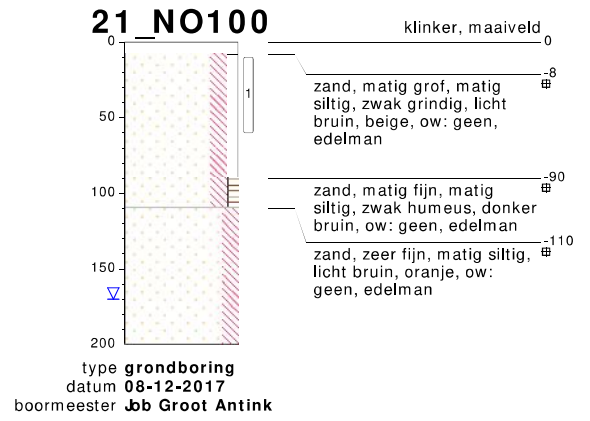 21_NO100
klinker, maaiveld
0
0
-8
zand, matig grof, matig
siltig, zwak grindig, licht
bruin, beige, ow: geen,
edelman
1
50
-90
zand, matig fijn, matig
siltig, zwak humeus, donker
bruin, ow: geen, edelman
100
-110
zand, zeer fijn, matig siltig,
licht bruin, oranje, ow:
geen, edelman
150
200
type grondboring
datum 08-12-2017
boormeester Job Groot Antink